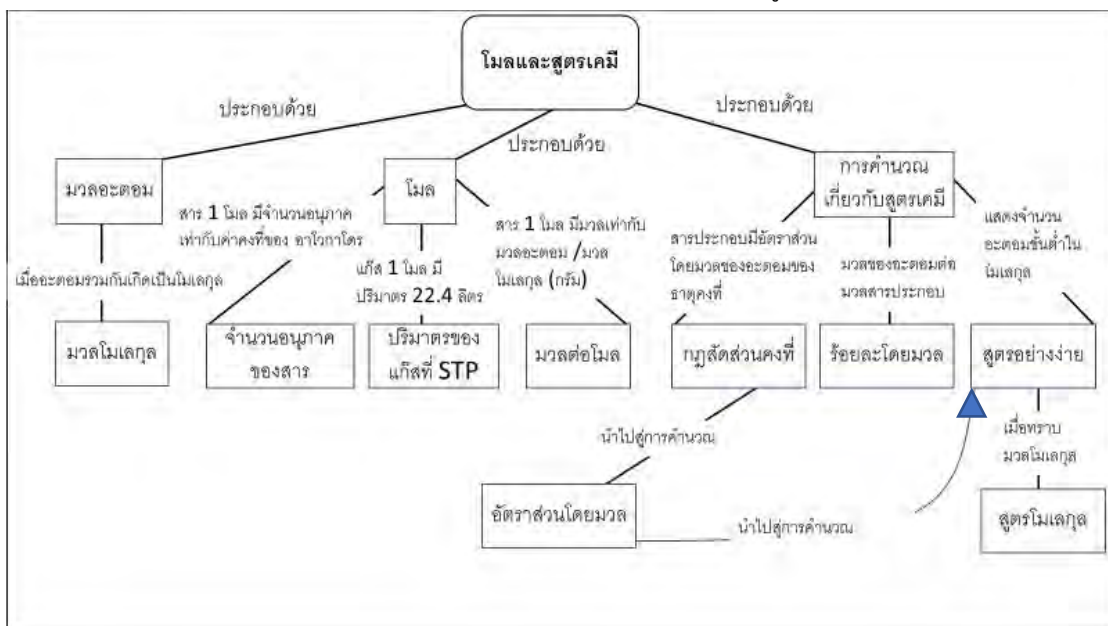 โมลและสูตรเคมี
ประกอบด้วย
ประกอบด้วย
ประกอบด้วย
มวลอะตอม
โมล
การคำนวณ
เกี่ยวกับสูตรเคมี
สาร 1 โมล มีจำนวนอนุภาค
เท่ากับค่าคงที่ของ อาโวกาโดร
สาร 1 โมล มีมวลเท่ากับ
มวลอะตอม /มวล
โมเลกุล (กรัม)
สารประกอบมีอัตราส่วน
โดยมวลของอะตอมของ
ธาตุคงที่
แสดงจำนวน
อะตอมขั้นต่ำใน
โมเลกุล
เมื่ออะตอมรวมกันเกิดเป็นโมเลกุล
แก๊ส 1 โมล มี
ปริมาตร 22.4 ลิตร
มวลของอะตอมต่อ
มวลสารประกอบ
มวลโมเลกุล
จำนวนอนุภาค
ของสาร
ปริมาตรของ
แก๊สที่ STP
มวลต่อโมล
กฎสัดส่วนคงที่
ร้อยละโดยมวล
สูตรอย่างง่าย
นำไปสู่การคำนวณ
เมื่อทราบ
มวลโมเลกุล
อัตราส่วนโดยมวล
นำไปสู่การคำนวณ
สูตรโมเลกุล